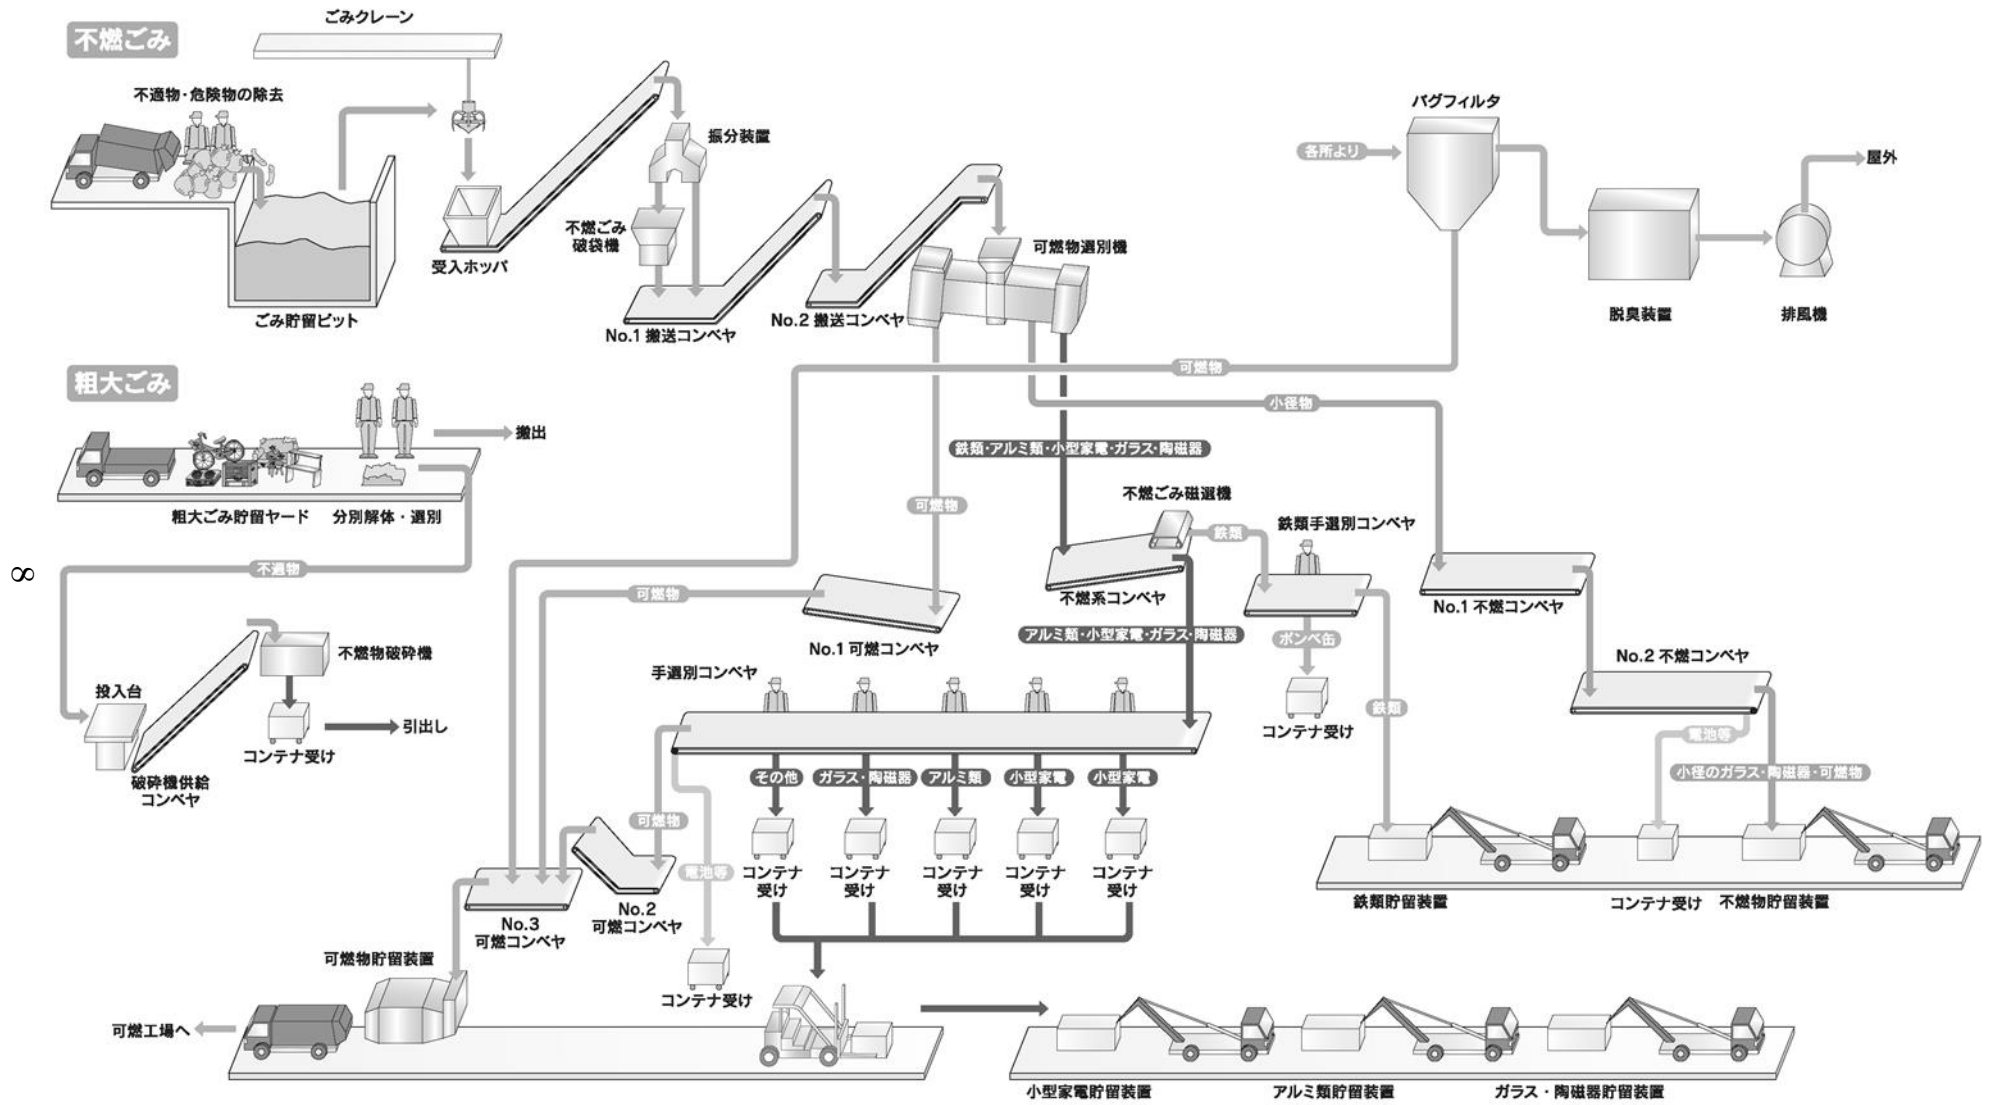 不燃ごみ
ごみクレーン
不適物・危険物の除去
ごみ貯留ピット
受入ホッパ
振分装置
不燃ごみ
破袋機
No.1 搬送コンベヤ
No.2 搬送コンベヤ
可燃物選別機
バグフィルタ
各所より
屋外
脱臭装置
排風機
可燃物
小径物
粗大ごみ
搬出
粗大ごみ貯留ヤード
分別解体・選別
鉄類・アルミ類・小型家電・ガラス・陶磁器
可燃物
不燃ごみ磁選機
鉄類
鉄類手選別コンベヤ
不燃系コンベヤ
No.1 不燃コンベヤ
8
不適物
可燃物
No.1 可燃コンベヤ
アルミ類・小型家電・ガラス・陶磁器
ボンベ缶
コンテナ受け
鉄類
No.2 不燃コンベヤ
電池等
小径のガラス・陶磁器・可燃物
投入台
不燃物破砕機
コンテナ受け
引出し
破砕機供給
コンベヤ
手選別コンベヤ
その他
ガラス・陶磁器
アルミ類
小型家電
小型家電
可燃物
電池等
コンテナ
受け
コンテナ
受け
コンテナ
受け
コンテナ
受け
コンテナ
受け
鉄類貯留装置
コンテナ受け
不燃物貯留装置
No.3
可燃コンベヤ
No.2
可燃コンベヤ
可燃物貯留装置
コンテナ受け
可燃工場へ
小型家電貯留装置
アルミ類貯留装置
ガラス・陶磁器貯留装置